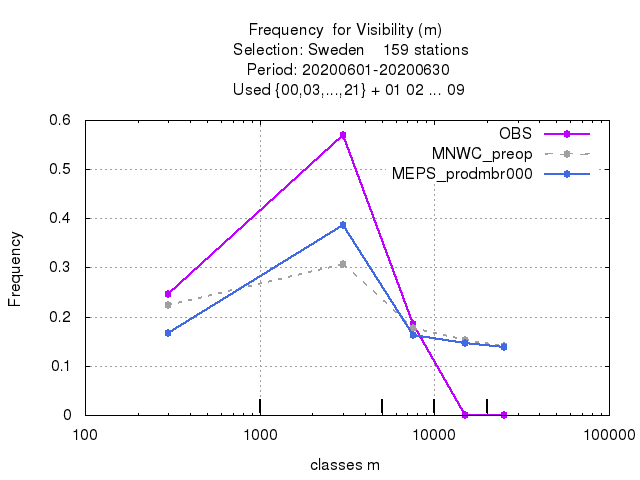 Frequency  for Visibility (m)
Selection: Sweden    159 stations
Period: 20200601-20200630
Used {00,03,...,21} + 01 02 ... 09
OBS
MNWC_preop
MEPS_prodmbr000
0.6
0.5
0.4
0.3
0.2
0.1
0
Frequency
100
1000
10000
100000
classes m